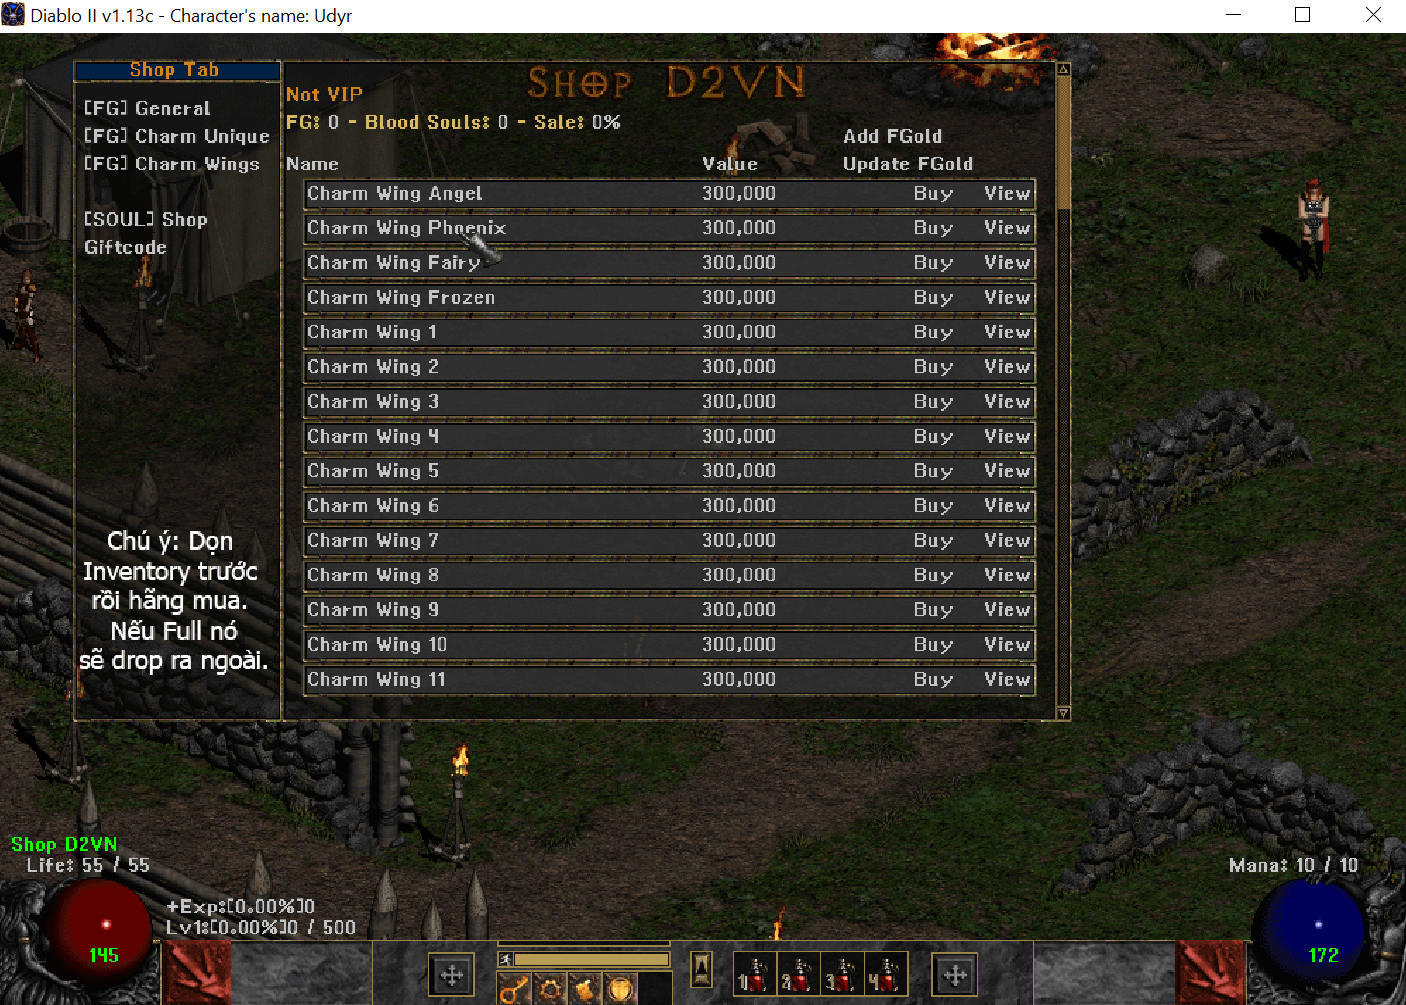 Diablo II v1.13c - Character's name: Udyr
Shop Tab
[FG] General
[FG] Charm Unique
[FG] Charm Wings
[SOUL] Shop
Giftcode
Chú ý: Dọn
Inventory trước
rồi hãng mua.
Nếu Full nó
sẽ drop ra ngoài.
Shop D2VN
Not VIP
FG: 0 - Blood Souls: 0 - Sale: 0%
Add FGold
Name Value Update FGold
Charm Wing Angel 300,000 Buy View
Charm Wing Phoenix 300,000 Buy View
Charm Wing Fairy 300,000 Buy View
Charm Wing Frozen 300,000 Buy View
Charm Wing 1 300,000 Buy View
Charm Wing 2 300,000 Buy View
Charm Wing 3 300,000 Buy View
Charm Wing 4 300,000 Buy View
Charm Wing 5 300,000 Buy View
Charm Wing 6 300,000 Buy View
Charm Wing 7 300,000 Buy View
Charm Wing 8 300,000 Buy View
Charm Wing 9 300,000 Buy View
Charm Wing 10 300,000 Buy View
Charm Wing 11 300,000 Buy View
Shop D2VN
Life: 55 / 55
Mana: 10 / 10
+Exp:[0.00%]0
Lv1:[0.00%]0 / 500
145
172
1 2 3 4